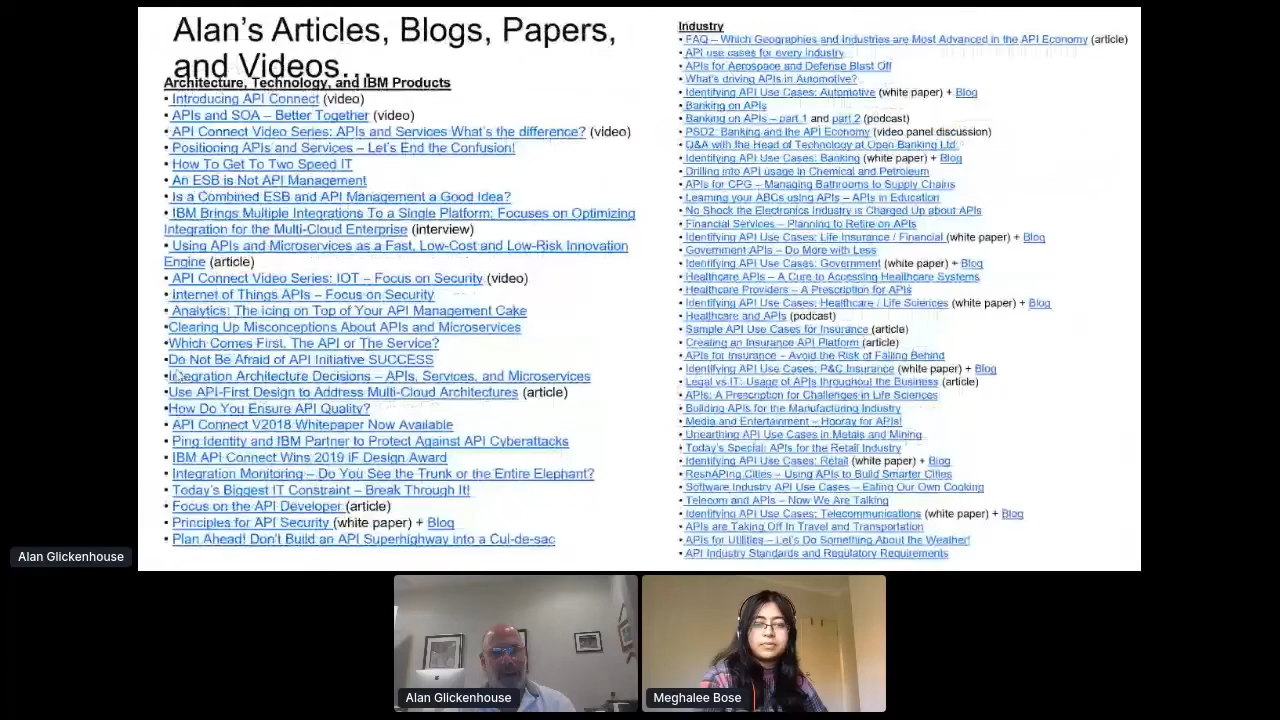 Alan’s Articles, Blogs, Papers,
and Videos…
Architecture, Technology, and IBM Products
• Introducing API Connect (video)
• APIs and SOA – Better Together (video)
• API Connect Video Series: APIs and Services What's the difference? (video)
• Positioning APIs and Services – Let's End the Confusion!
• How To Get To Two Speed IT
• An ESB is Not API Management
• Is a Combined ESB and API Management a Good Idea?
• IBM Brings Multiple Integrations To a Single Platform; Focuses on Optimizing
Integration for the Multi-Cloud Enterprise (interview)
• Using APIs and Microservices as a Fast, Low-Cost and Low-Risk Innovation
Engine (article)
• API Connect Video Series: IOT – Focus on Security (video)
• Internet of Things APIs – Focus on Security
• Analytics: The Icing on Top of Your API Management Cake
•Clearing Up Misconceptions About APIs and Microservices
•Which Comes First, The API or The Service?
•Do Not Be Afraid of API Initiative SUCCESS
•Integration Architecture Decisions – APIs, Services, and Microservices
•Use API-First Design to Address Multi-Cloud Architectures (article)
•How Do You Ensure API Quality?
• API Connect V2018 Whitepaper Now Available
• Ping Identity and IBM Partner to Protect Against API Cyberattacks
• IBM API Connect Wins 2019 iF Design Award
• Integration Monitoring – Do You See the Trunk or the Entire Elephant?
• Today's Biggest IT Constraint – Break Through It!
• Focus on the API Developer (article)
• Principles for API Security (white paper) + Blog
• Plan Ahead! Don't Build an API Superhighway into a Cul-de-sac
Industry
• FAQ – Which Geographies and Industries are Most Advanced in the API Economy (article)
• API use cases for every industry
• APIs for Aerospace and Defense Blast Off
• What's driving APIs in Automotive?
• Identifying API Use Cases: Automotive (white paper) + Blog
• Banking on APIs
• Banking on APIs – part 1 and part 2 (podcast)
• PSD2: Banking and the API Economy (video panel discussion)
• Q&A with the Head of Technology at Open Banking Ltd.
• Identifying API Use Cases: Banking (white paper) + Blog
• Drilling into API usage in Chemical and Petroleum
• APIs for CPG – Managing Bathrooms to Supply Chains
• Learning your ABCs using APIs – APIs in Education
• No Shock the Electronics Industry is Charged Up about APIs
• Financial Services – Planning to Retire on APIs
• Identifying API Use Cases: Life Insurance / Financial (white paper) + Blog
• Government APIs – Do More with Less
• Identifying API Use Cases: Government (white paper) + Blog
• Healthcare APIs – A Cure to Accessing Healthcare Systems
• Healthcare Providers – A Prescription for APIs
• Identifying API Use Cases: Healthcare / Life Sciences (white paper) + Blog
• Healthcare and APIs (podcast)
• Sample API Use Cases for Insurance (article)
• Creating an Insurance API Platform (article)
• APIs for Insurance – Avoid the Risk of Falling Behind
• Identifying API Use Cases: P&C Insurance (white paper) + Blog
• Legal vs IT: Usage of APIs throughout the Business (article)
• APIs: A Prescription for Challenges in Life Sciences
• Building APIs for the Manufacturing Industry
• Media and Entertainment – Hooray for APIs!
• Unearthing API Use Cases in Metals and Mining
• Today's Special: APIs for the Retail Industry
• Identifying API Use Cases: Retail (white paper) + Blog
• ReshAPIng Cities – Using APIs to Build Smarter Cities
• Software Industry API Use Cases – Eating Our Own Cooking
• Telecom and APIs – Now We Are Talking
• Identifying API Use Cases: Telecommunications (white paper) + Blog
• APIs are Taking Off In Travel and Transportation
• APIs for Utilities – Let's Do Something About the Weather!
• API Industry Standards and Regulatory Requirements
Alan Glickenhouse
Alan Glickenhouse
Meghalee Bose